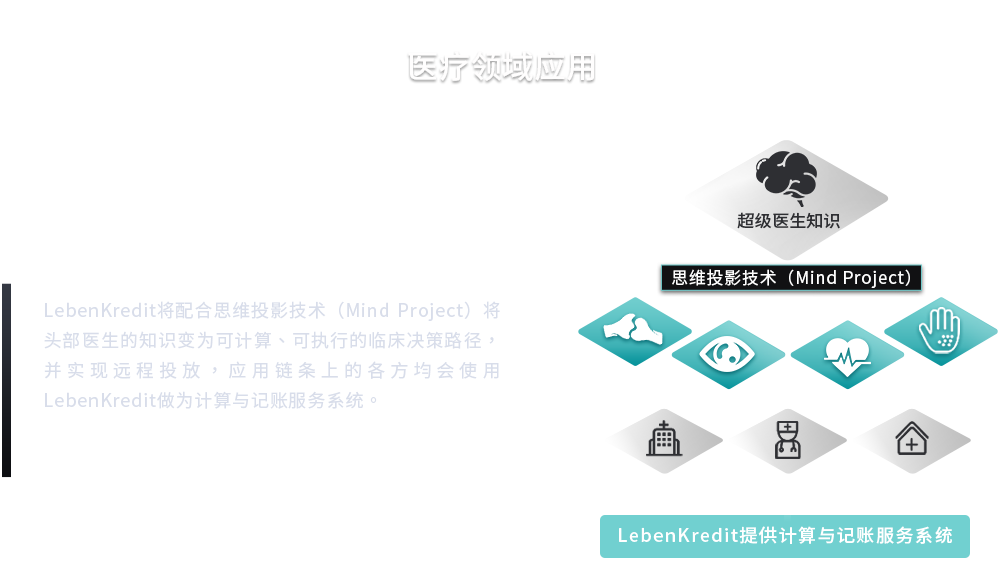 医疗领域应用
超级医生知识
思维投影技术（Mind Project）
LebenKredit将配合思维投影技术（Mind Project）将
头部医生的知识变为可计算、可执行的临床决策路径，
并实现远程投放，应用链条上的各方均会使用
LebenKredit做为计算与记账服务系统。
LebenKredit提供计算与记账服务系统